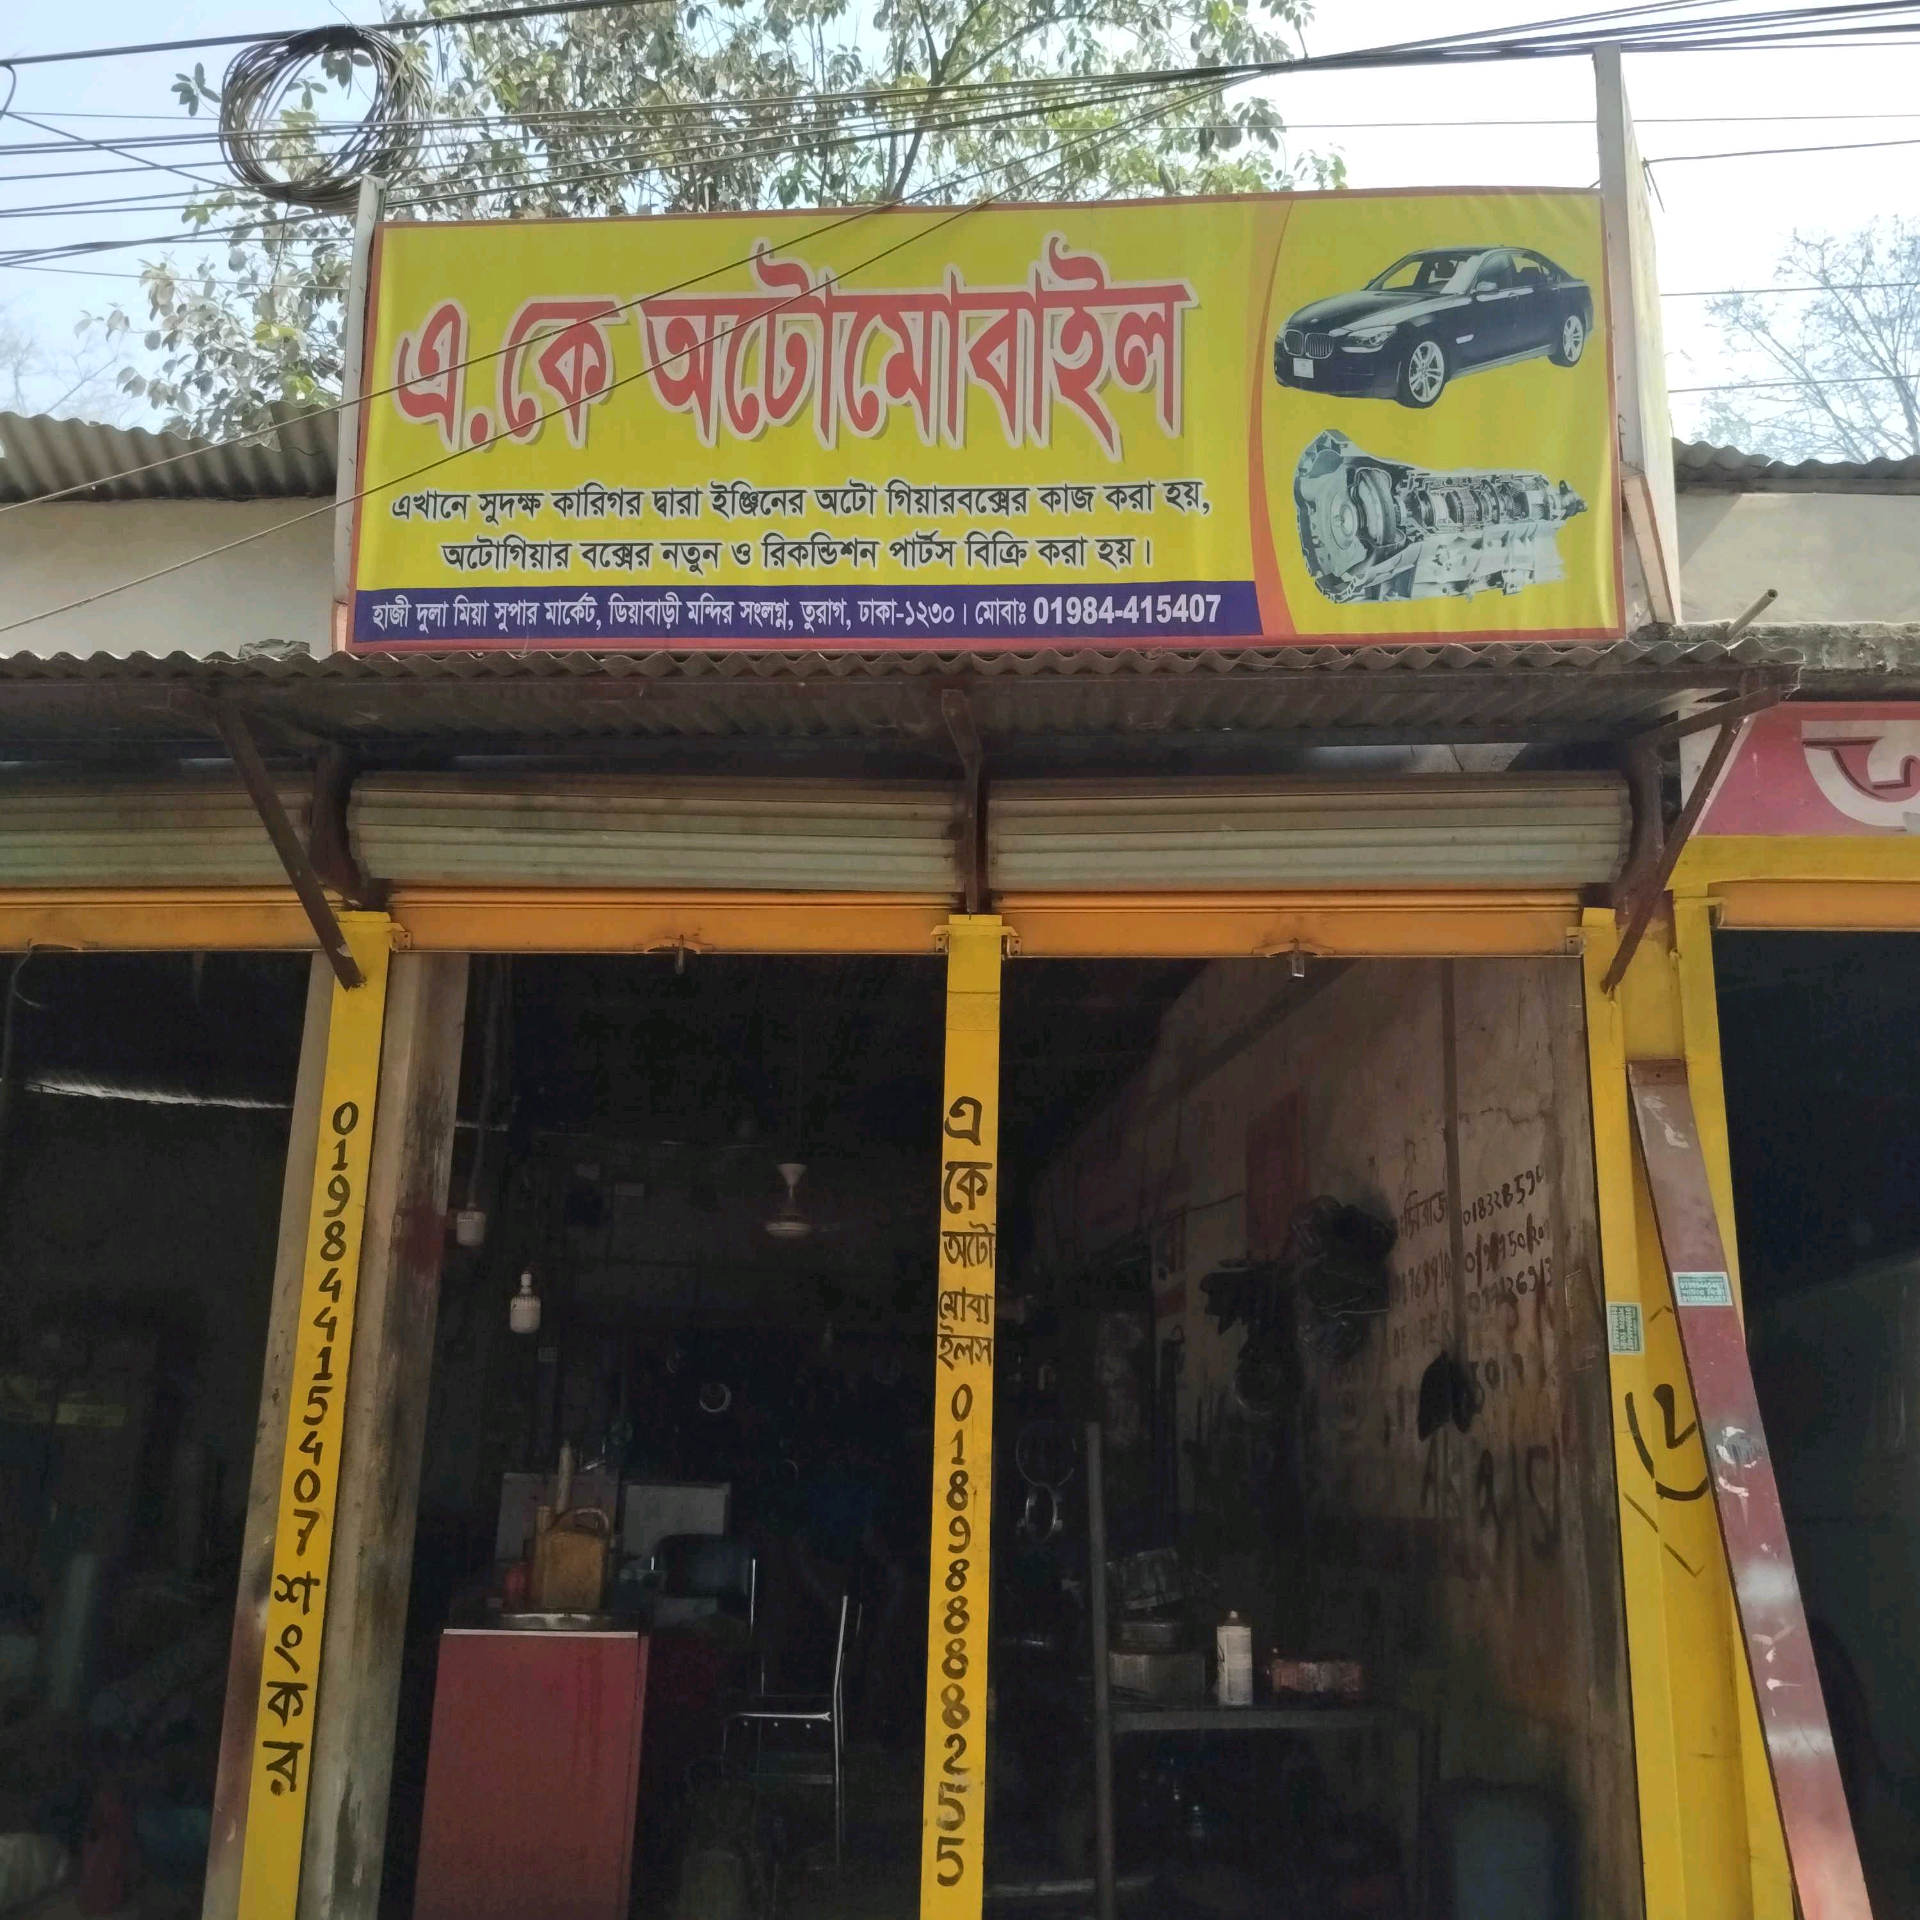 এ.কে অটোমোবাইল
এখানে সুদক্ষ কারিগর দ্বারা ইঞ্জিনের অটো গিয়ারবক্সের কাজ করা হয়,
অটোগিয়ার বক্সের নতুন ও রিকন্ডিশন পার্টস বিক্রি করা হয়।
হাজী দুলা মিয়া সুপার মার্কেট, ডিয়াবাড়ী মন্দির সংলগ্ন, তুরাগ, ঢাকা-১২৩০। মোবাঃ 01984-415407
01984415407
শংকর
এ
কে
অটো
মোবা
ইলস
01898888255